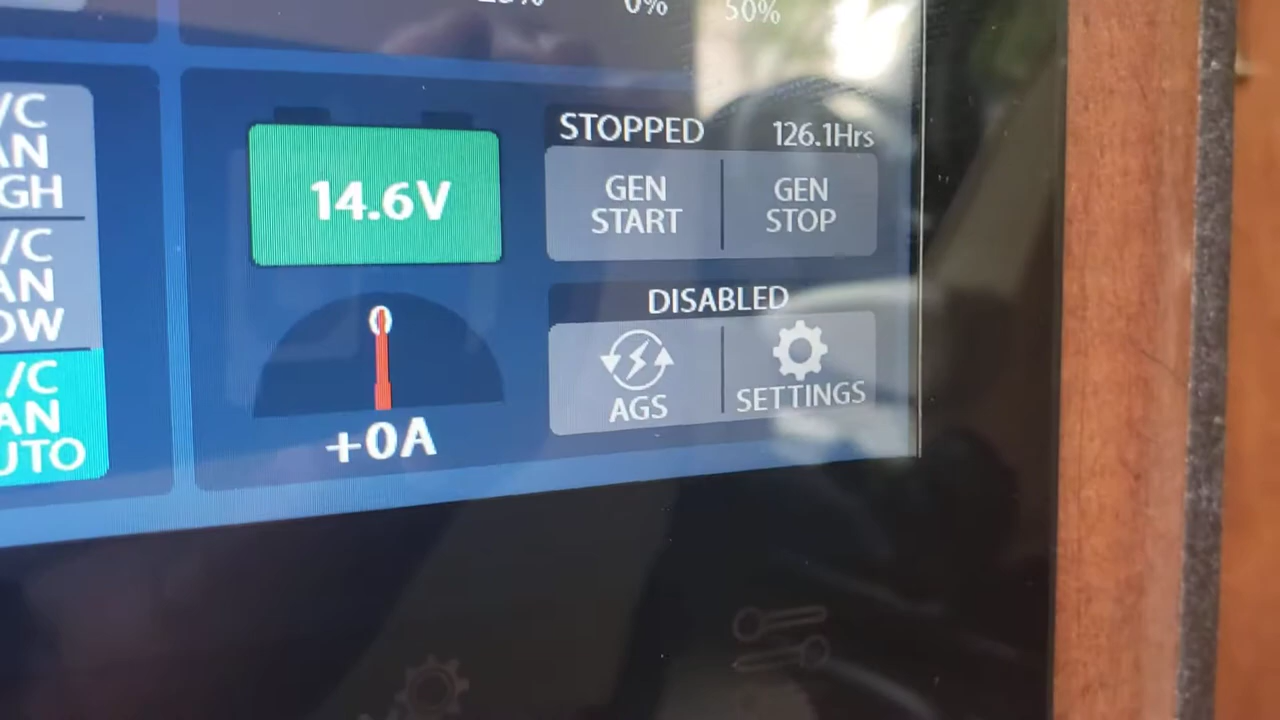 0%
50%
/C
AN
GH
/C
AN
OW
/C
AN
UTO
14.6V
0
+0A
STOPPED
126.1Hrs
GEN
START
GEN
STOP
DISABLED
AGS
SETTINGS